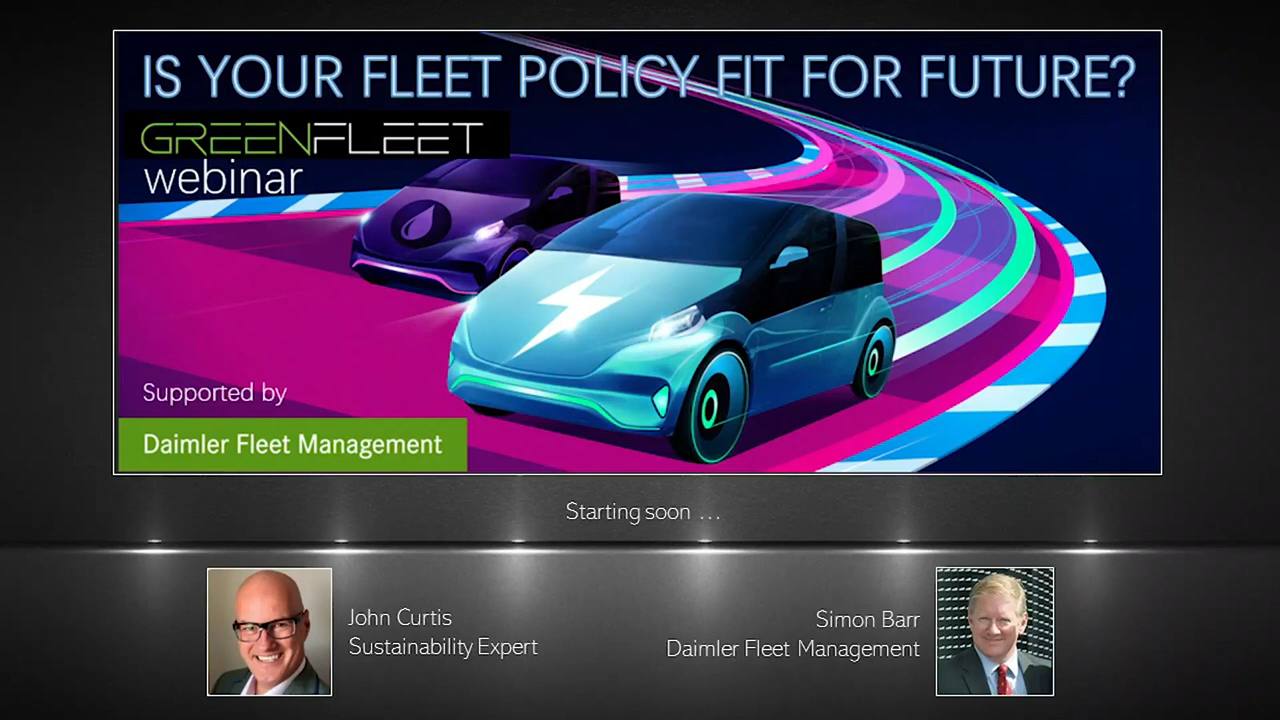 IS YOUR FLEET POLICY FIT FOR FUTURE?
GREENFLEET
webinar
Supported by
Daimler Fleet Management
Starting soon ...
John Curtis
Sustainability Expert
Simon Barr
Daimler Fleet Management